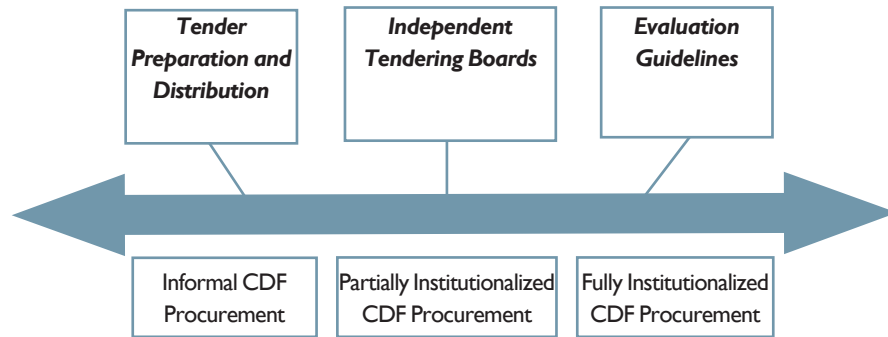 Tender
Preparation and
Distribution
Independent
Tendering Boards
Evaluation
Guidelines
Informal CDF
Procurement
Partially Institutionalized
CDF Procurement
Fully Institutionalized
CDF Procurement